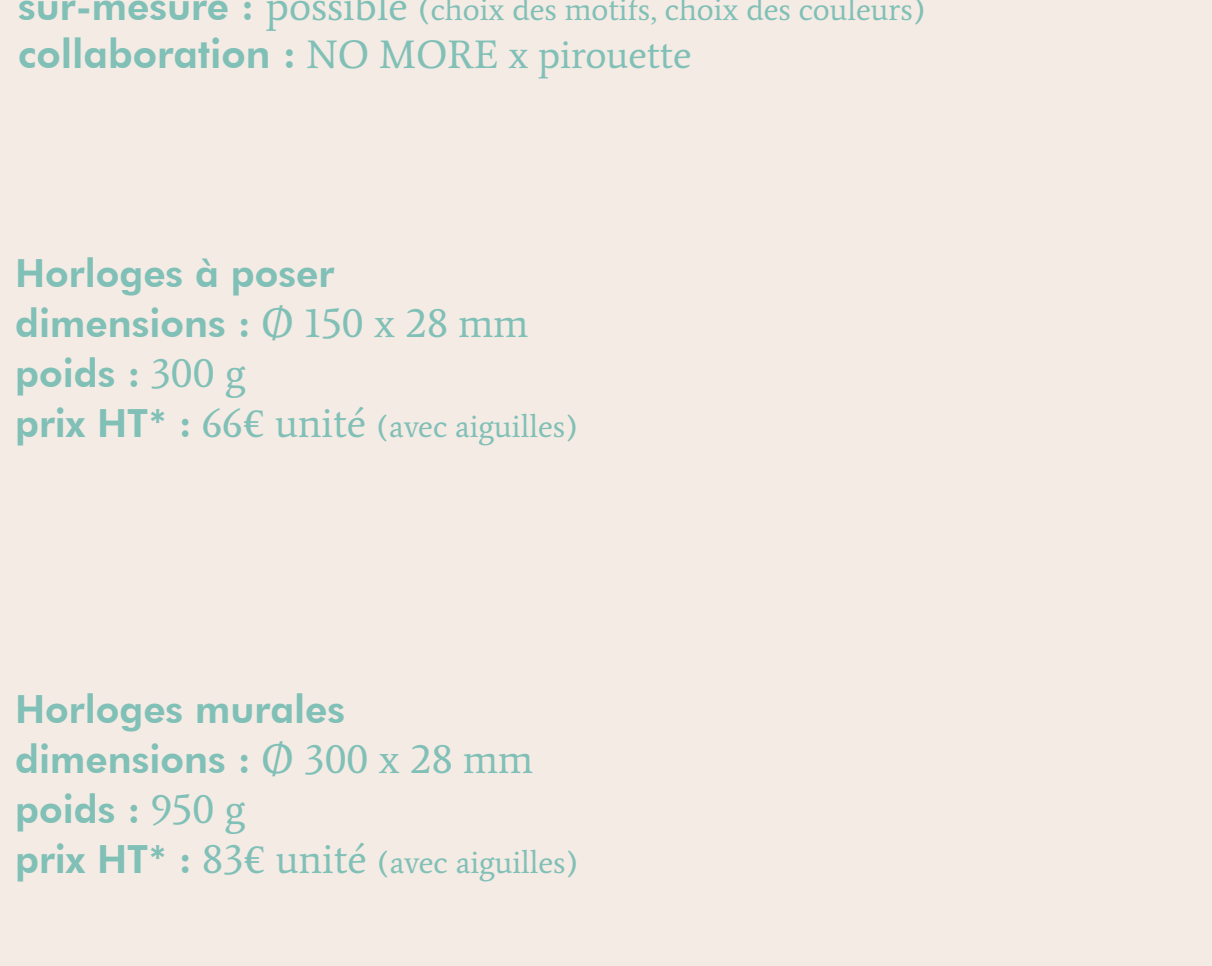 sur-mesure : possible (choix des motifs, choix des couleurs)
collaboration : NO MORE x pirouette
Horloges à poser
dimensions : Ø 150 x 28 mm
poids : 300 g
prix HT* : 66€ unité (avec aiguilles)
Horloges murales
dimensions : Ø 300 x 28 mm
poids : 950 g
prix HT* : 83€ unité (avec aiguilles)